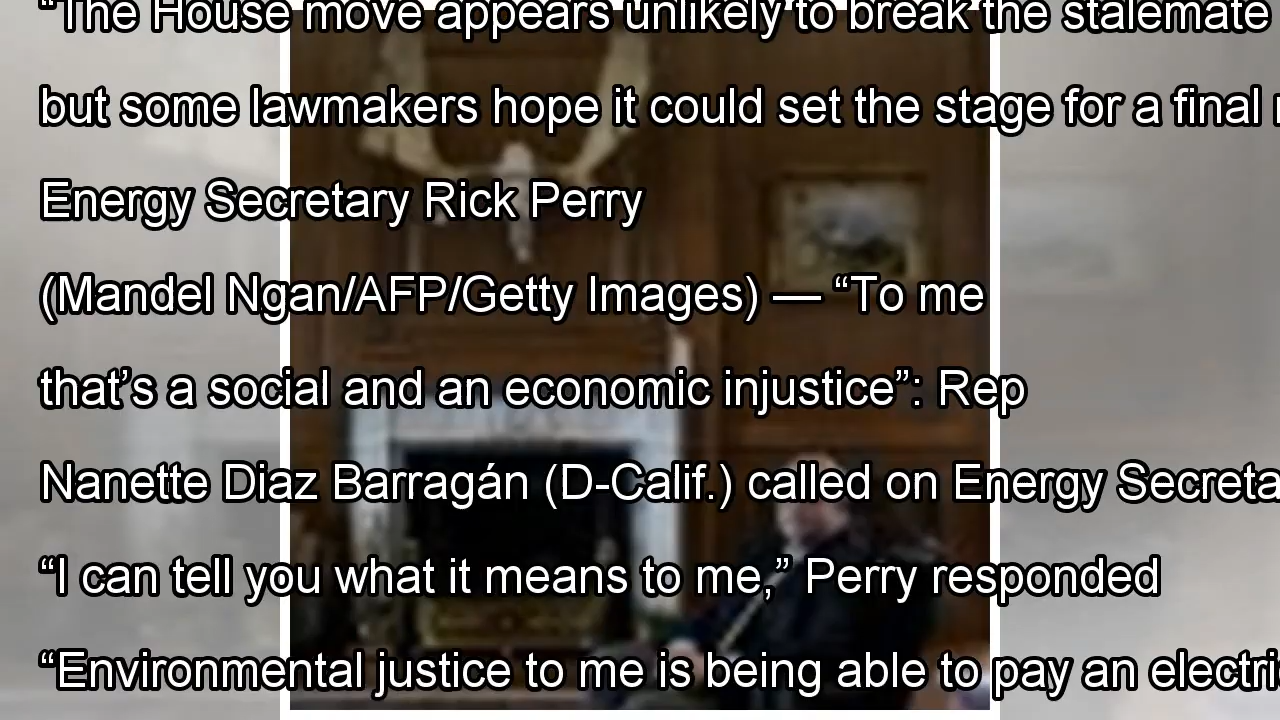 “The House move appears unlikely to break the stalemate
but some lawmakers hope it could set the stage for a final
Energy Secretary Rick Perry
(Mandel Ngan/AFP/Getty Images) — “To me
that’s a social and an economic injustice”: Rep
Nanette Diaz Barragán (D-Calif.) called on Energy Secreta
“I can tell you what it means to me,” Perry responded
“Environmental justice to me is being able to pay an electri